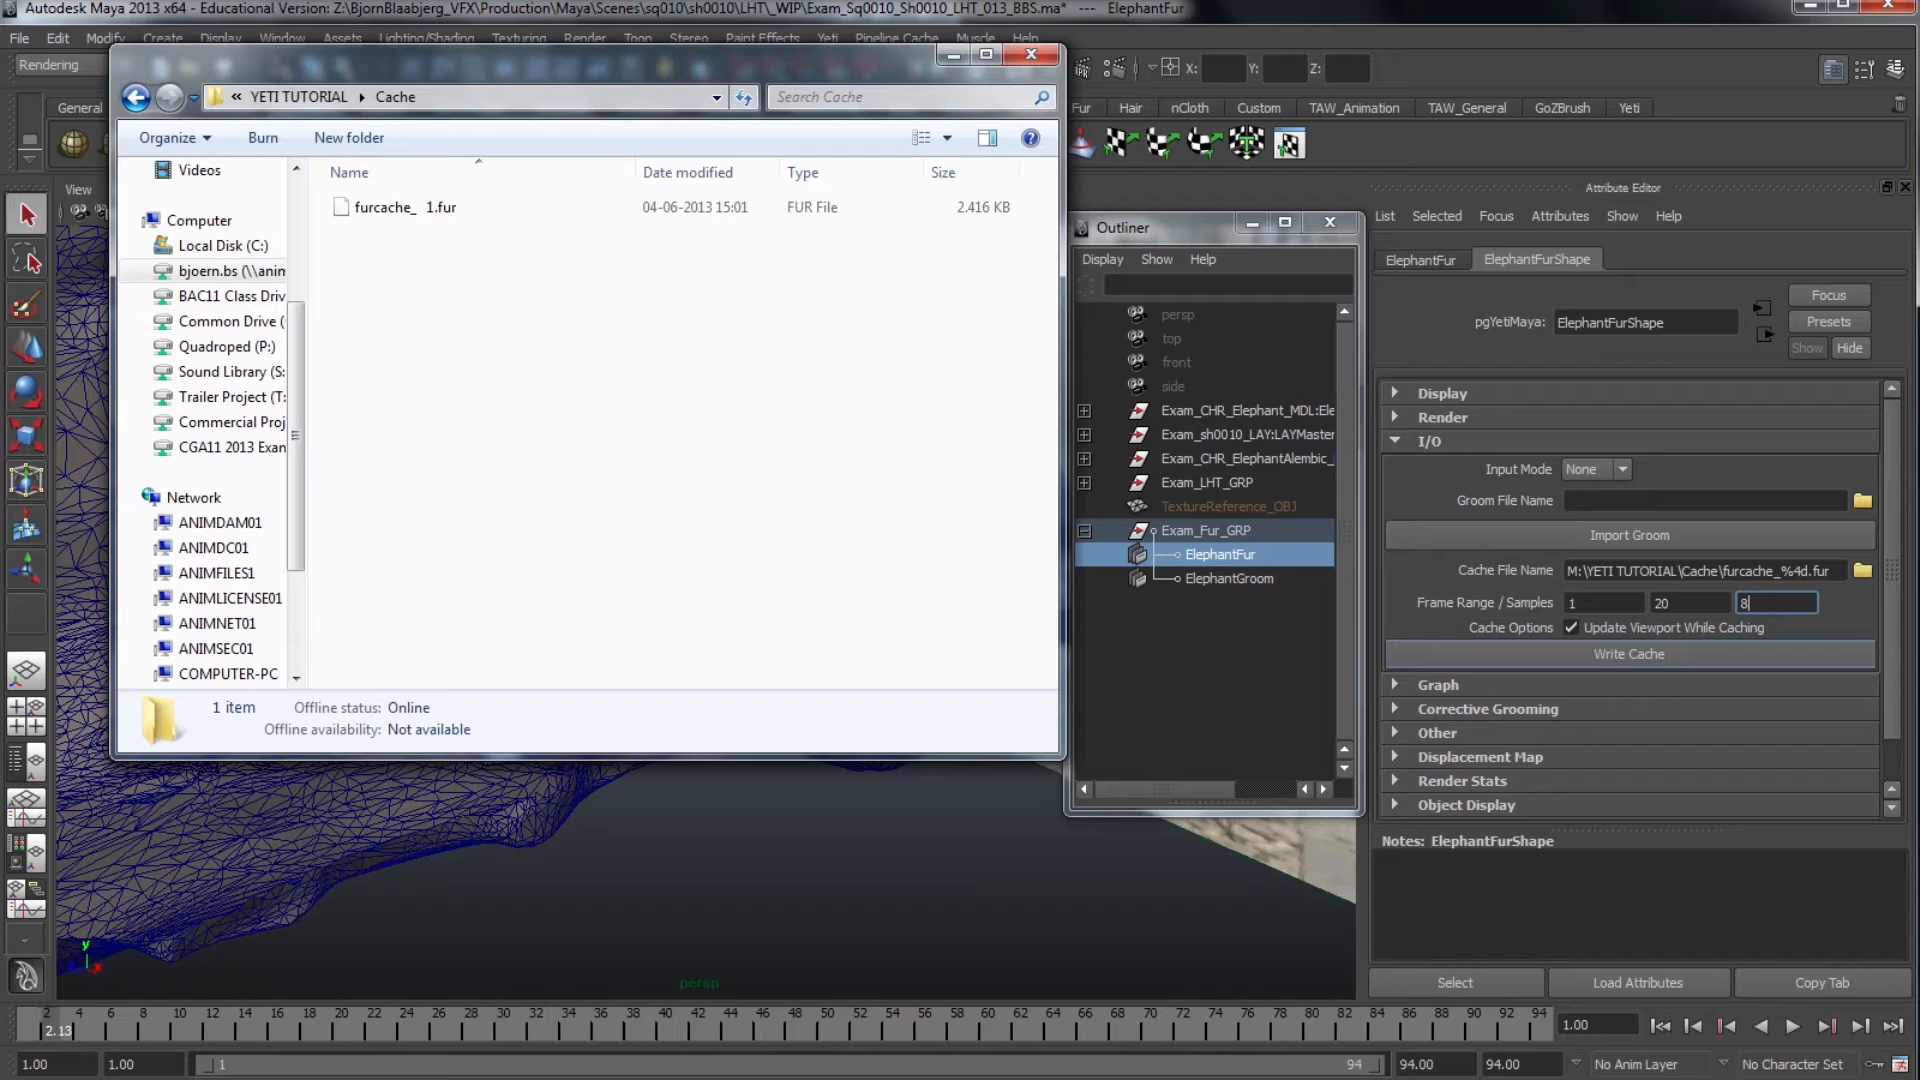 Autodesk Maya 2013 x64 - Educational Version: Z:\BjornBlaabjerg_VFX\Production\Maya\Scenes\sq010\sh0010\LHT\_WIP\Exam_Sq0010_Sh0010_LHT_013_BBS.ma* --- ElephantFur
File Edit Modify Create Display Window Assets Lighting/Shading Texturing Render Toon Stereo Paint Effects Yeti Pipeline Cache Muscle Help
Rendering
X: Y: Z:
« YETI TUTORIAL Cache
Search Cache
General
Fur Hair nCloth Custom TAW_Animation TAW_General GoZBrush Yeti
Organize Burn New folder
View
Name Date modified Type Size
furcache_ 1.fur 04-06-2013 15:01 FUR File 2.416 KB
Videos
Computer
Local Disk (C:)
bjoern.bs (\\anim
BAC11 Class Driv
Common Drive (
Quadroped (P:)
Sound Library (S:
Trailer Project (T:
Commercial Proj
CGA11 2013 Exan
Network
ANIMDAM01
ANIMDC01
ANIMFILES1
ANIMLICENSE01
ANIMNET01
ANIMSEC01
COMPUTER-PC
1 item Offline status: Online
Offline availability: Not available
Outliner
Display Show Help
persp
top
front
side
Exam_CHR_Elephant_MDL:Ele
Exam_sh0010_LAY:LAYMaster
Exam_CHR_ElephantAlembic_
Exam_LHT_GRP
TextureReference_OBJ
Exam_Fur_GRP
ElephantFur
ElephantGroom
Attribute Editor
List Selected Focus Attributes Show Help
ElephantFur ElephantFurShape
Focus
pgYetiMaya: ElephantFurShape
Presets
Show Hide
Display
Render
I/O
Input Mode None
Groom File Name
Import Groom
Cache File Name M:\YETI TUTORIAL\Cache\furcache_%4d.fur
Frame Range / Samples 1 20 8
Cache Options Update Viewport While Caching
Write Cache
Graph
Corrective Grooming
Other
Displacement Map
Render Stats
Object Display
Notes: ElephantFurShape
Select Load Attributes Copy Tab
y
x
persp
2 4 6 8 10 12 14 16 18 20 22 24 26 28 30 32 34 36 38 40 42 44 46 48 50 52 54 56 58 60 62 64 66 68 70 72 74 76 78 80 82 84 86 88 90 92 94
2.13
1.00
1.00 1.00 1 94 94.00 94.00 No Anim Layer No Character Set